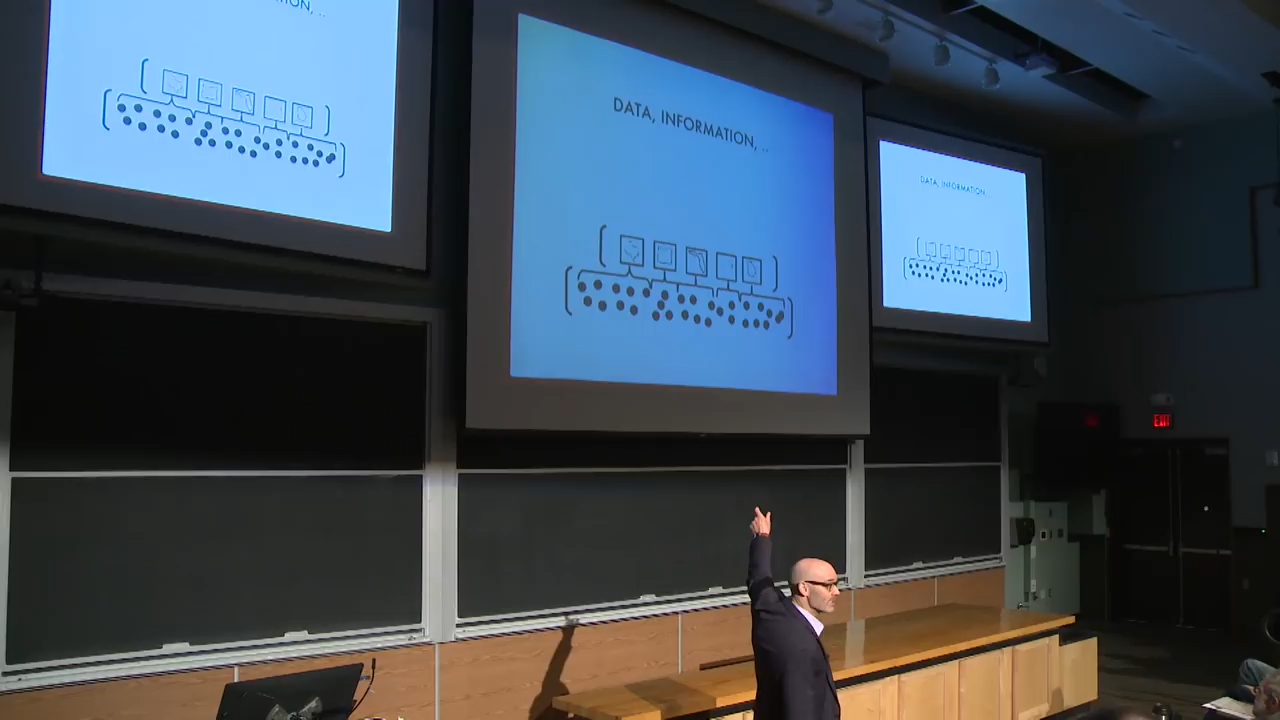 DATA, INFORMATION, ..
DATA, INFORMATION,
EXIT